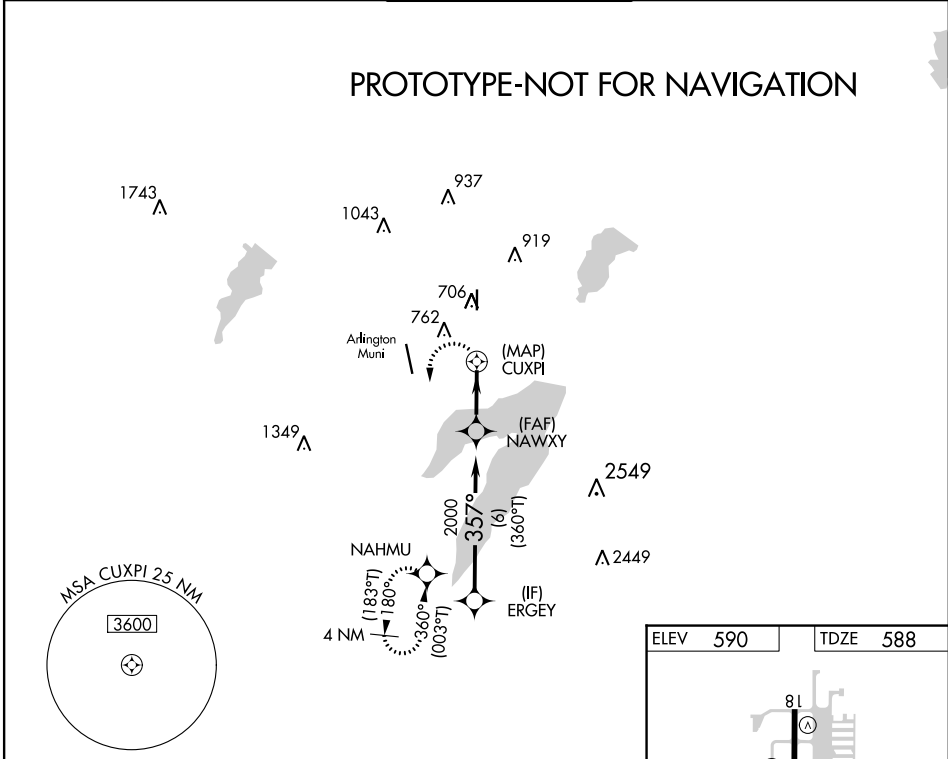 PROTOTYPE-NOT FOR NAVIGATION
1743
937
1043
919
706
762
Arlington
Muni
(MAP)
CUXPI
(FAF)
NAWXY
1349
2549
2000
357°
(6)
(360°T)
2449
NAHMU
(IF)
ERGEY
(183°T)
180°
360°
(003°T)
4 NM
MSA CUXPI 25 NM
3600
ELEV 590
TDZE 588
18